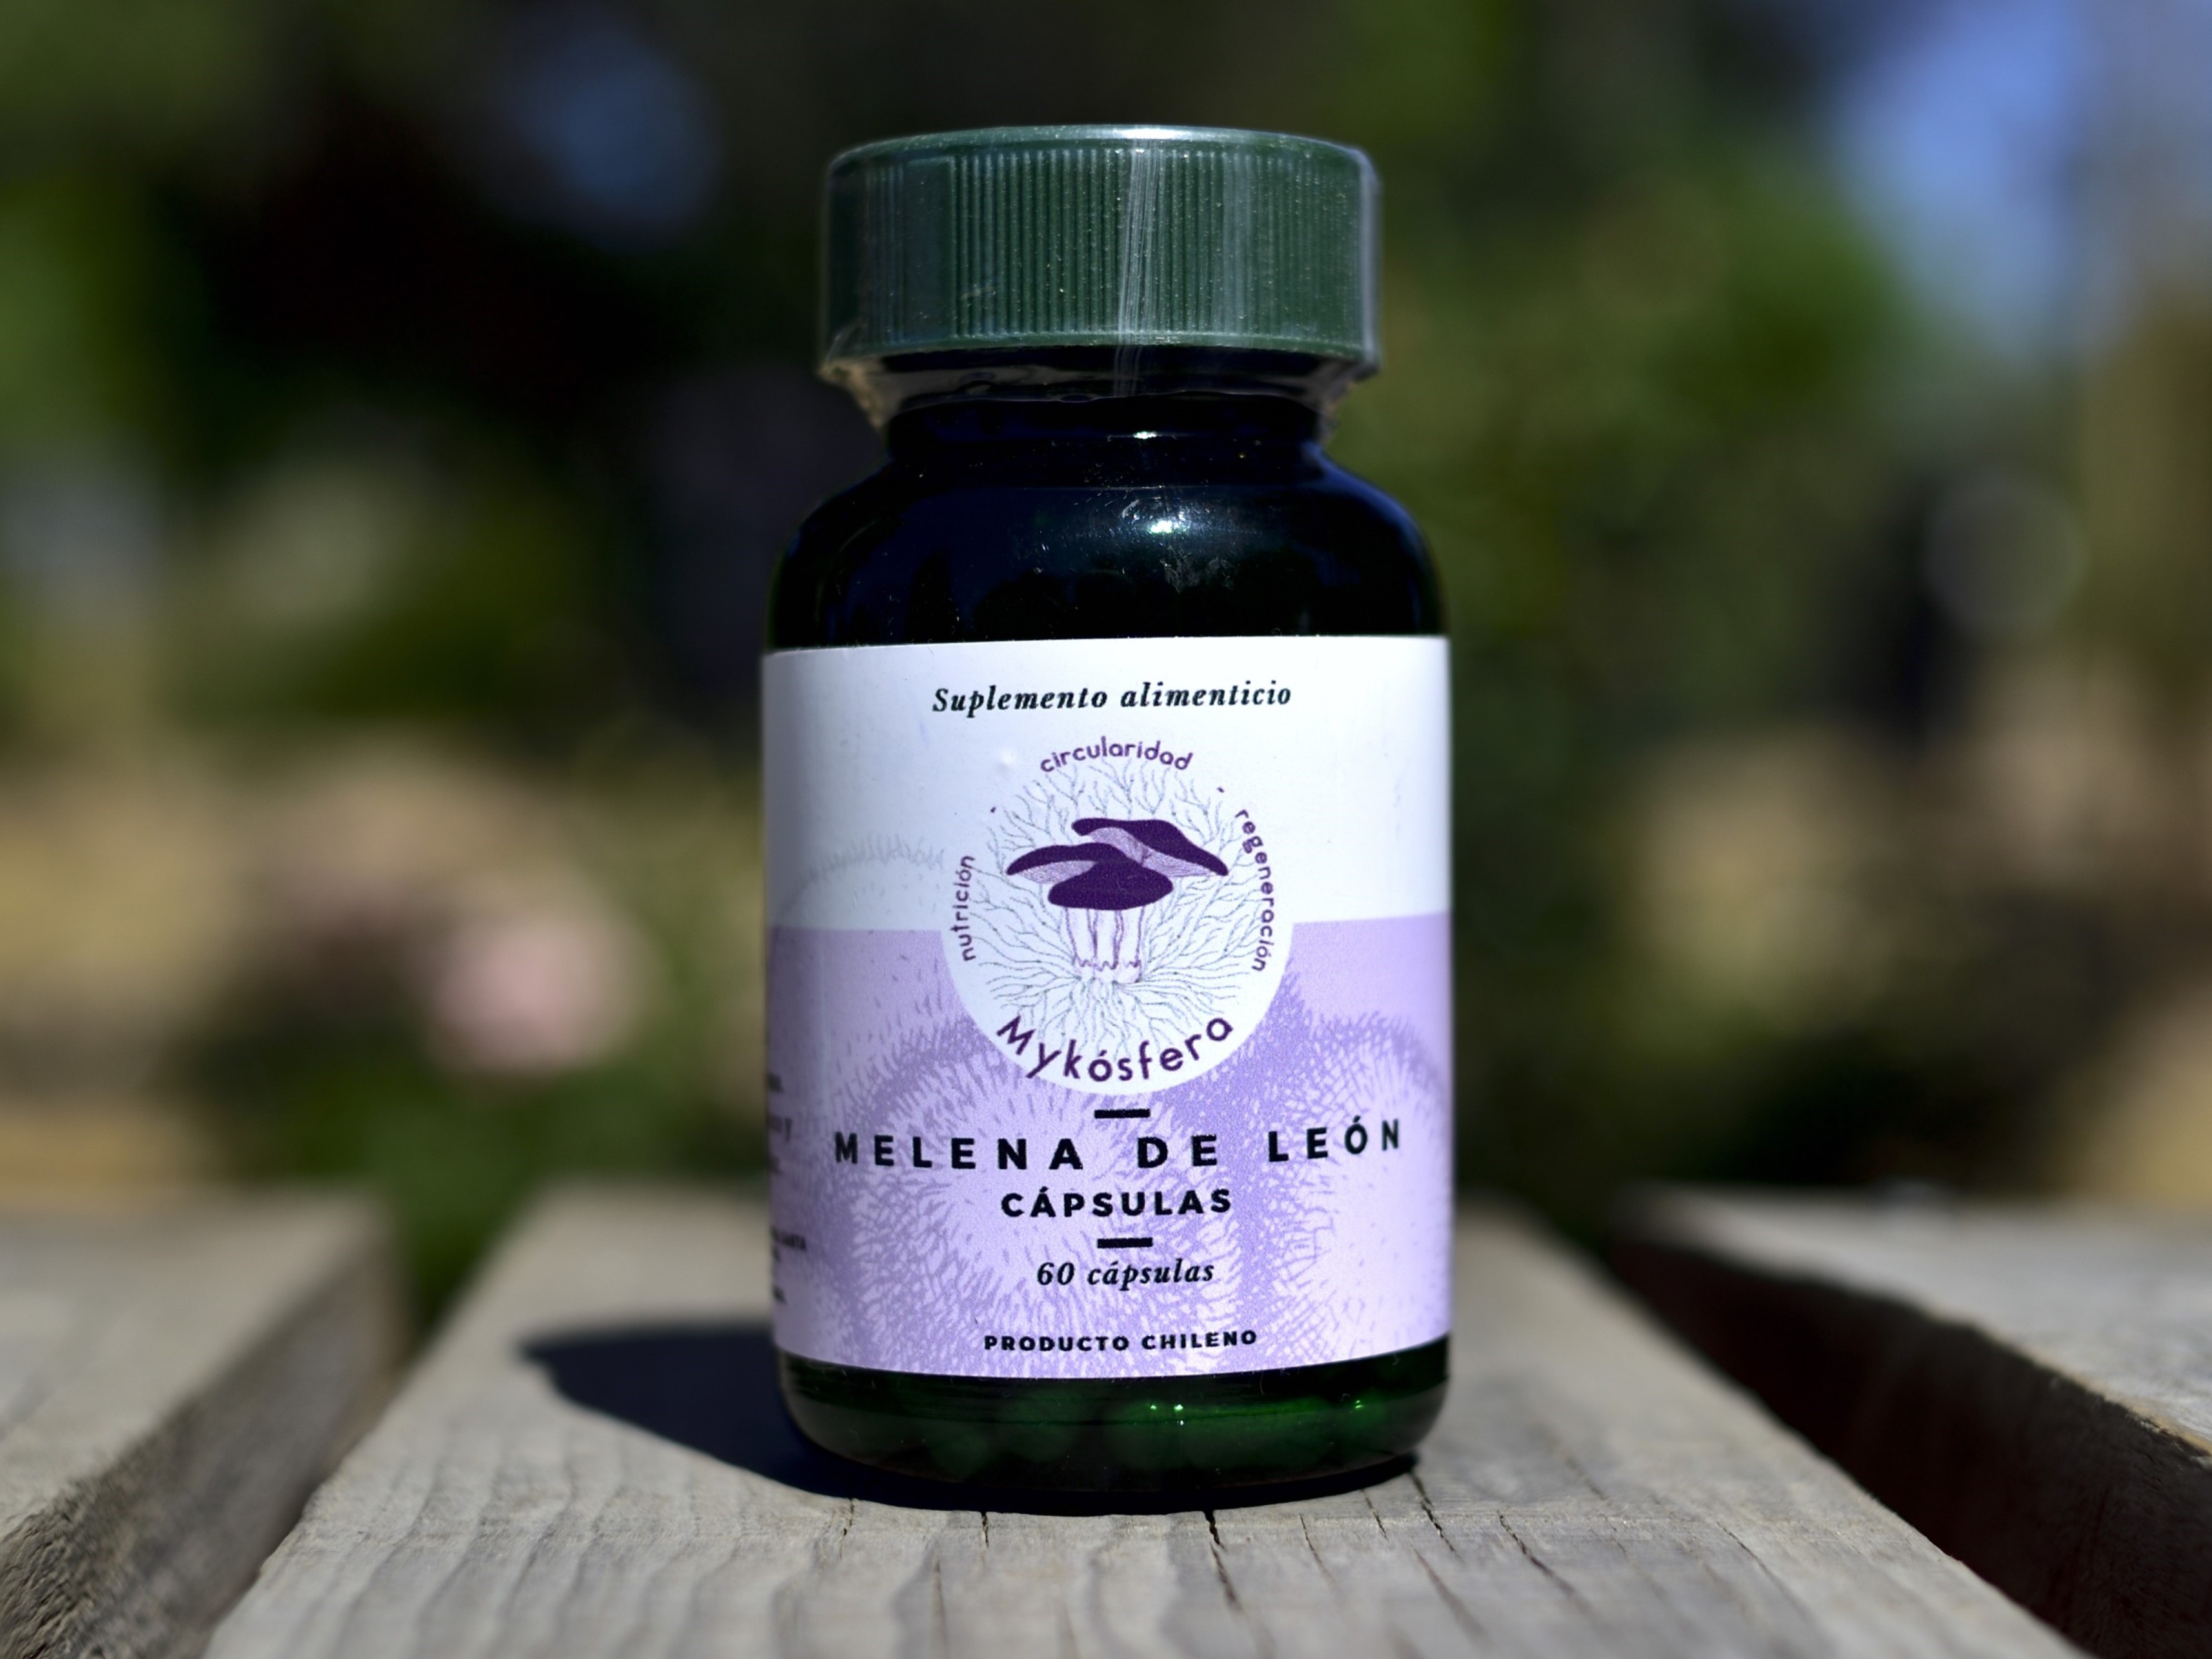 Suplemento alimenticio
nutrición · circularidad · regeneración
Mykósfera
MELENA DE LEÓN
CÁPSULAS
60 cápsulas
PRODUCTO CHILENO